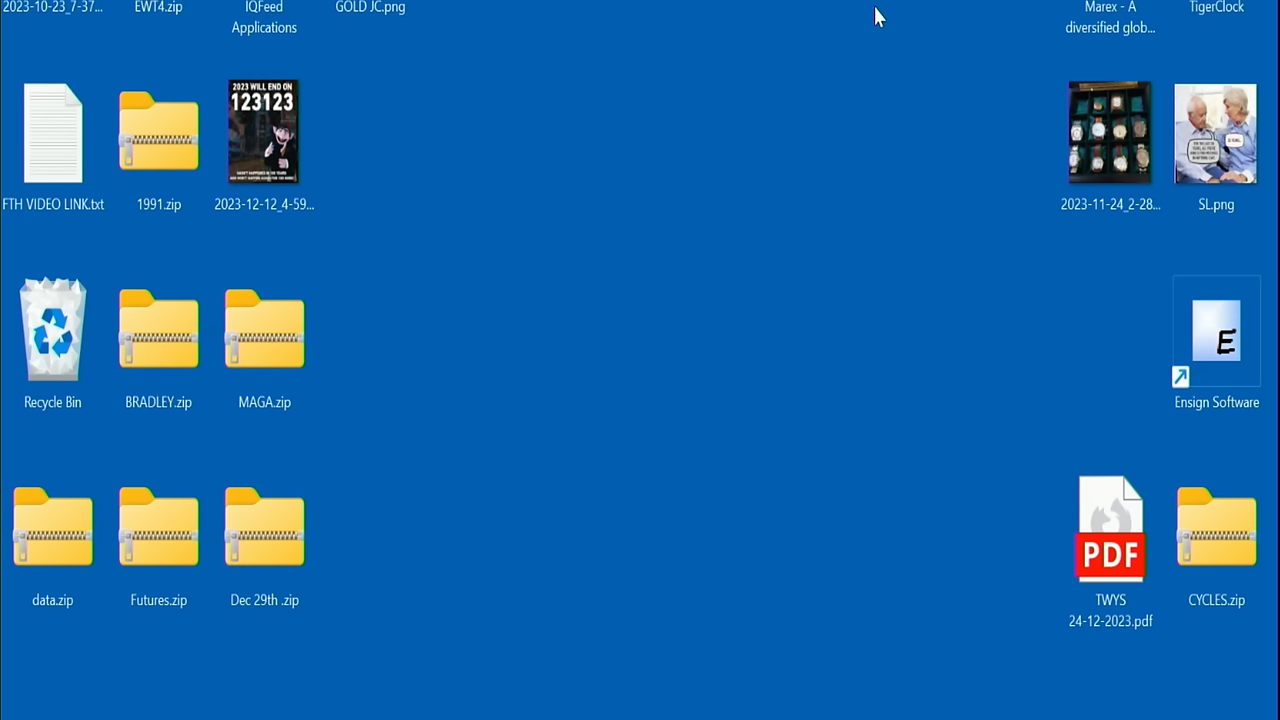 2023-10-23_7-37...
EWT4.zip
IQFeed
Applications
GOLD JC.png
Marex - A
diversified glob...
TigerClock
2023 WILL END ON
123123
FTH VIDEO LINK.txt
1991.zip
2023-12-12_4-59...
2023-11-24_2-28...
SL.png
Recycle Bin
BRADLEY.zip
MAGA.zip
E
Ensign Software
data.zip
Futures.zip
Dec 29th .zip
PDF
TWYS
24-12-2023.pdf
CYCLES.zip